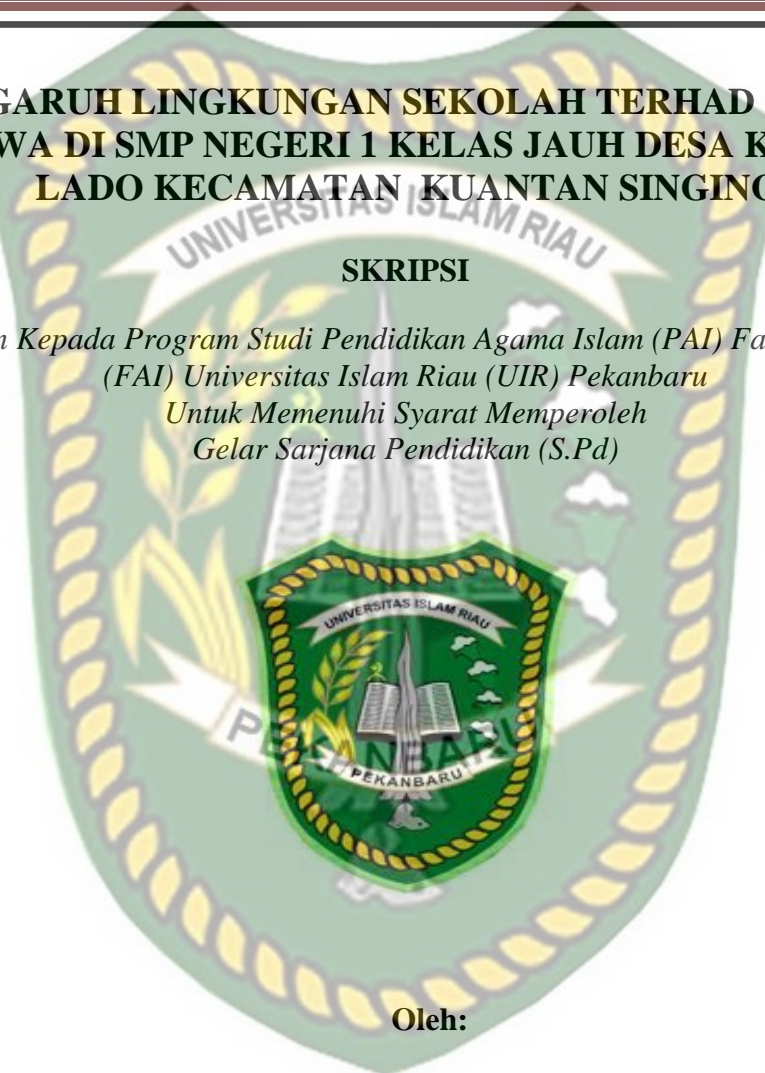 GARUH LINGKUNGAN SEKOLAH TERHAD
WA DI SMP NEGERI 1 KELAS JAUH DESA K
LADO KECAMATAN KUANTAN SINGING
UNIVERSITAS ISLAM RIAU
SKRIPSI
n Kepada Program Studi Pendidikan Agama Islam (PAI) Fa
(FAI) Universitas Islam Riau (UIR) Pekanbaru
Untuk Memenuhi Syarat Memperoleh
Gelar Sarjana Pendidikan (S.Pd)
UNIVERSITAS ISLAM RIAU
PEKANBARU
PEKANBARU
Oleh: